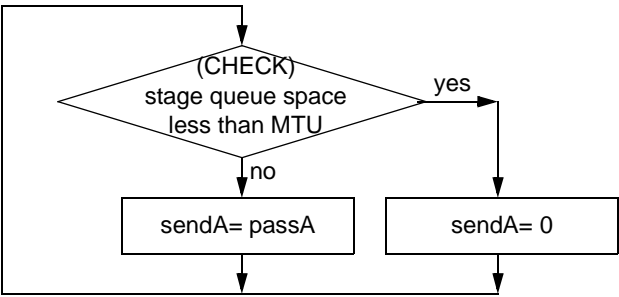 (CHECK)
stage queue space
less than MTU
yes
no
sendA= passA
sendA= 0